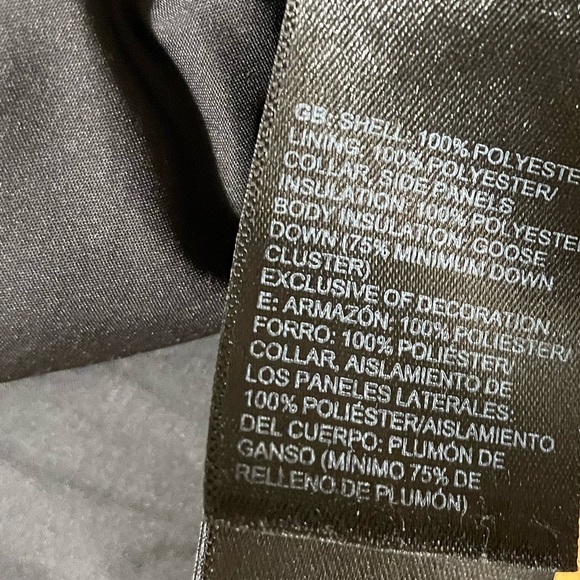 GB: SHELL: 100% POLYESTE
LINING: 100% POLYESTER/
COLLAR, SIDE PANELS
INSULATION: 100% POLYESTE
BODY INSULATION: GOOSE
DOWN (75% MINIMUM DOWN
CLUSTER)
EXCLUSIVE OF DECORATION
E: ARMAZÓN: 100% POLIESTER/
FORRO: 100% POLIÉSTER/
COLLAR, AISLAMIENTO DE
LOS PANELES LATERALES:
100% POLIÉSTER/AISLAMIENTO
DEL CUERPO: PLUMÓN DE
GANSO (MÍNIMO 75% DE
RELLENO DE PLUMÓN)